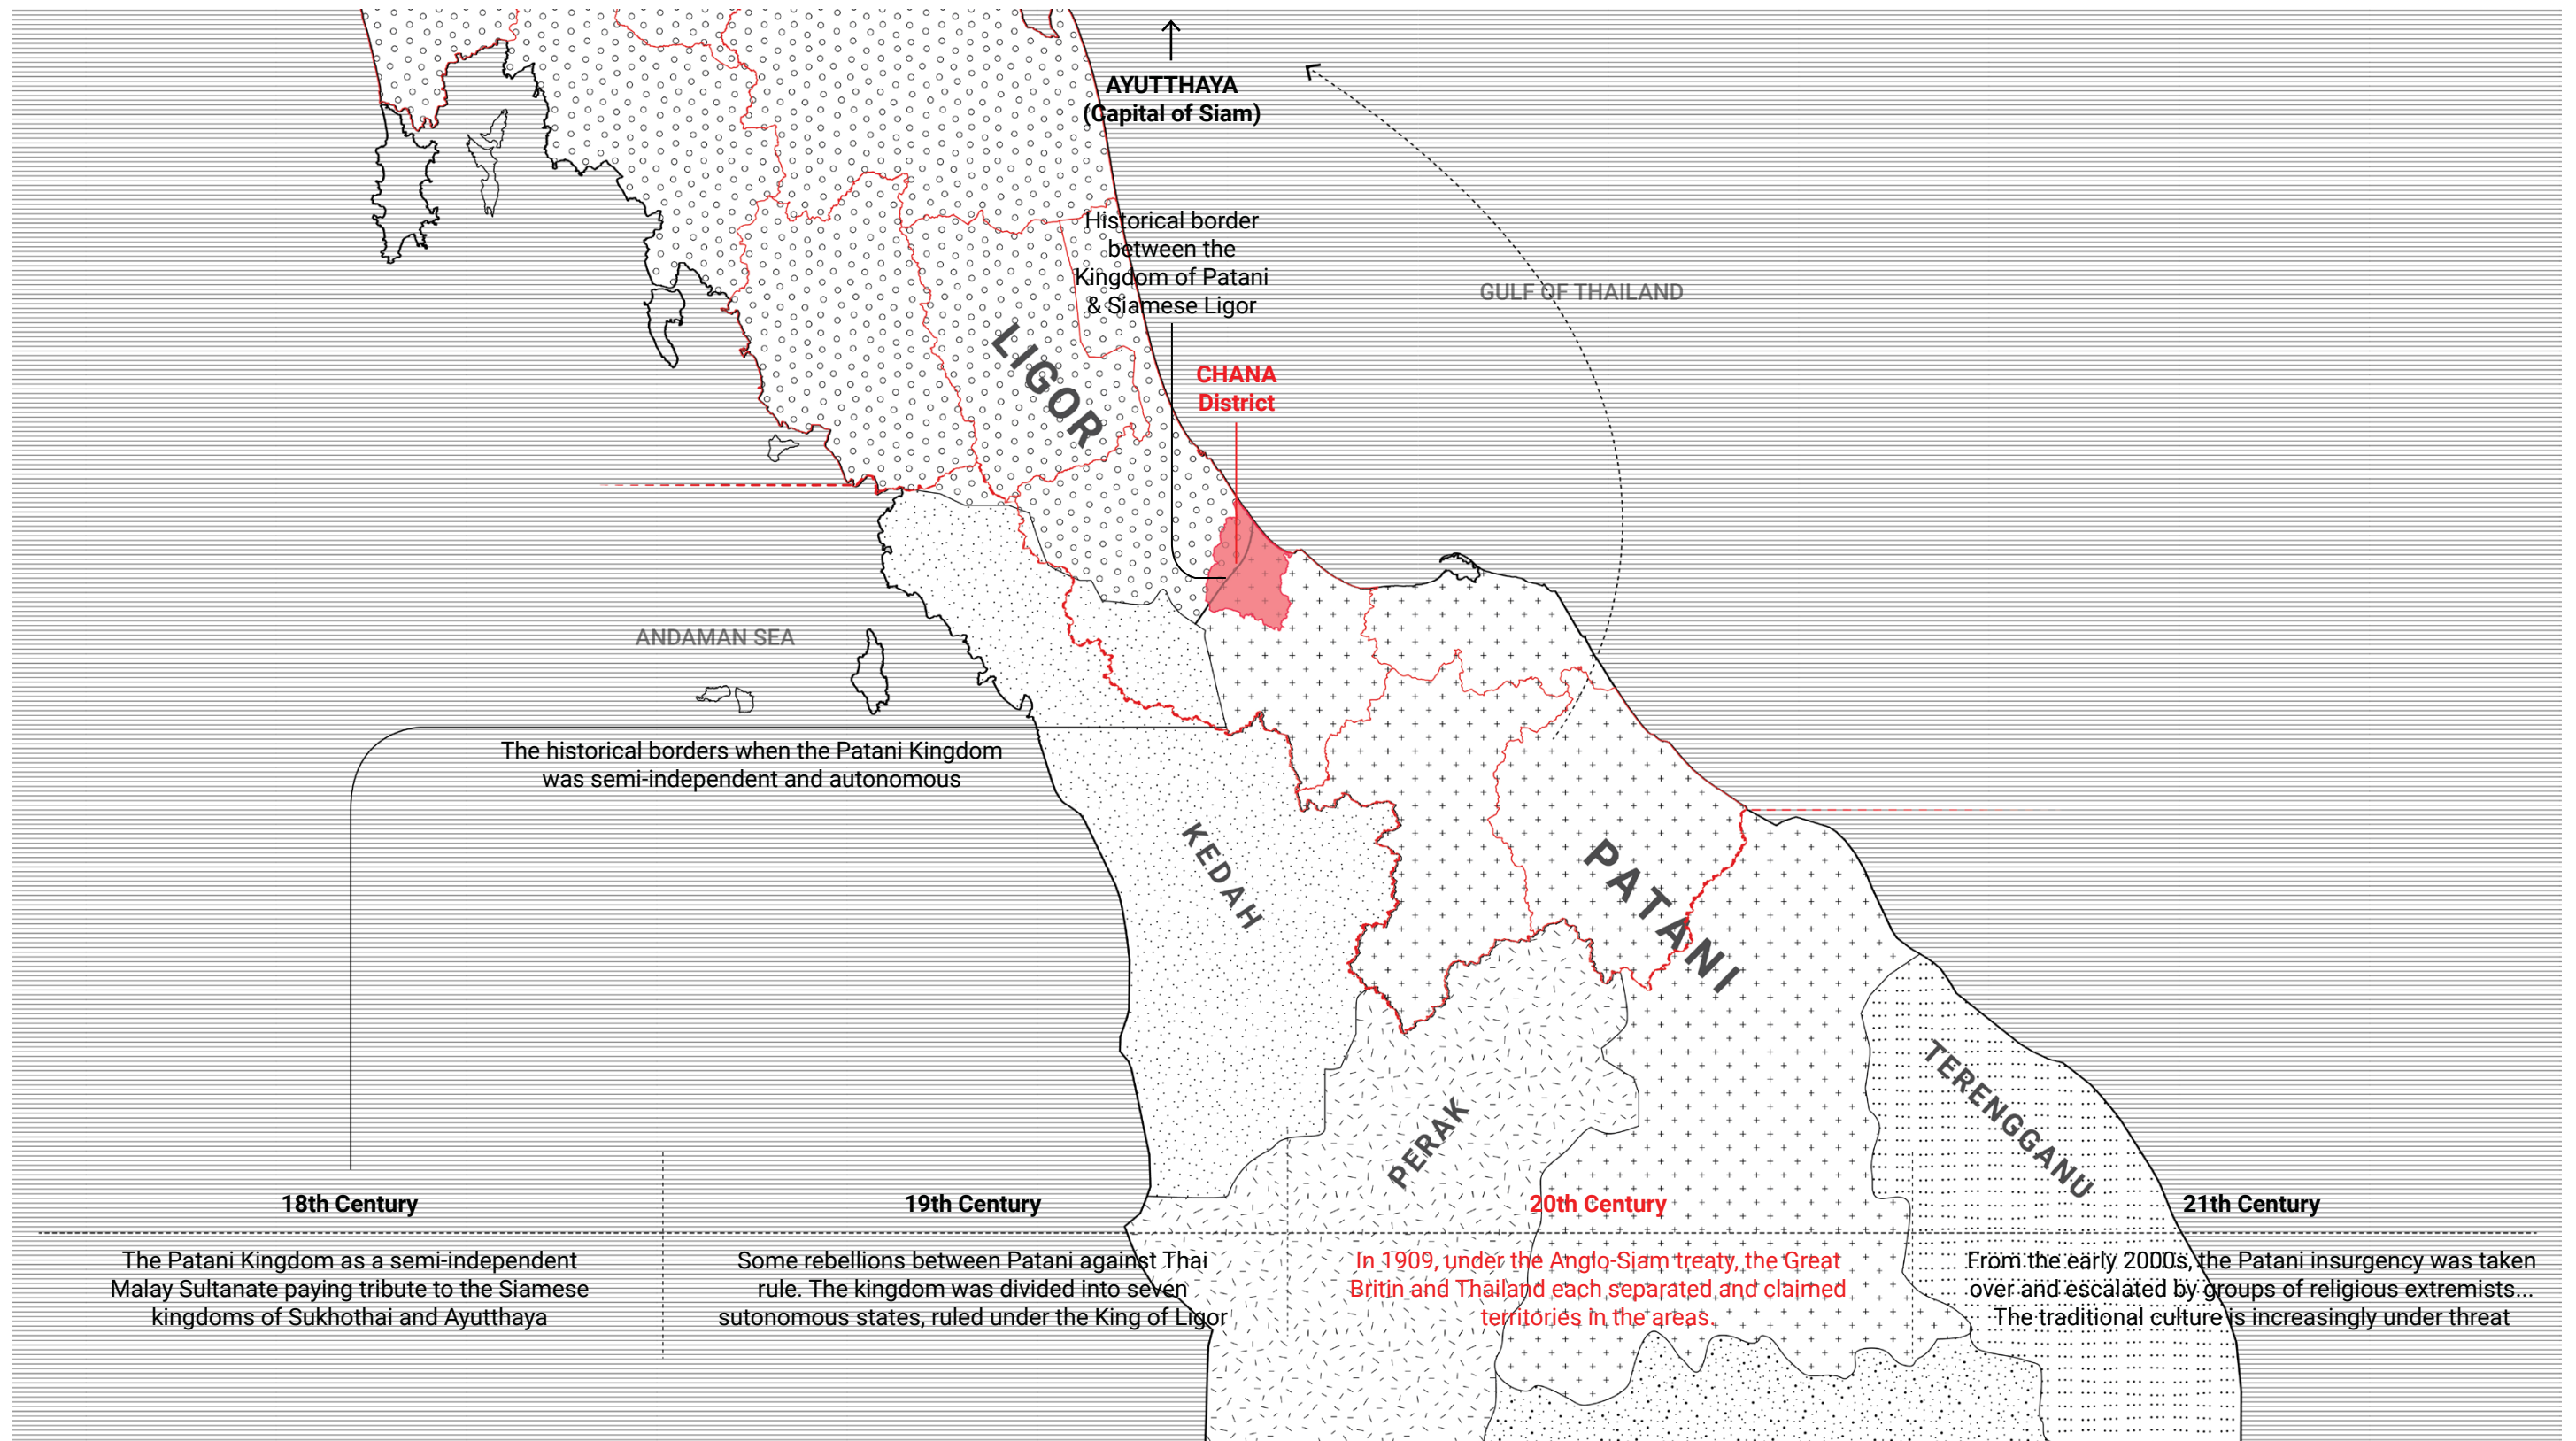 AYUTTHAYA
(Capital of Siam)
Historical border
between the
Kingdom of Patani
& Siamese Ligor
GULF OF THAILAND
LIGOR
CHANA
District
ANDAMAN SEA
The historical borders when the Patani Kingdom
was semi-independent and autonomous
KEDAH
PATANI
TERENGGANU
PERAK
18th Century
The Patani Kingdom as a semi-independent
Malay Sultanate paying tribute to the Siamese
kingdoms of Sukhothai and Ayutthaya
19th Century
Some rebellions between Patani against Thai
rule. The kingdom was divided into seven
sutonomous states, ruled under the King of Ligor
20th Century
In 1909, under the Anglo-Siam treaty, the Great
Britin and Thailand each separated and claimed
territories in the areas.
21th Century
From the early 2000s, the Patani insurgency was taken
over and escalated by groups of religious extremists...
The traditional culture is increasingly under threat